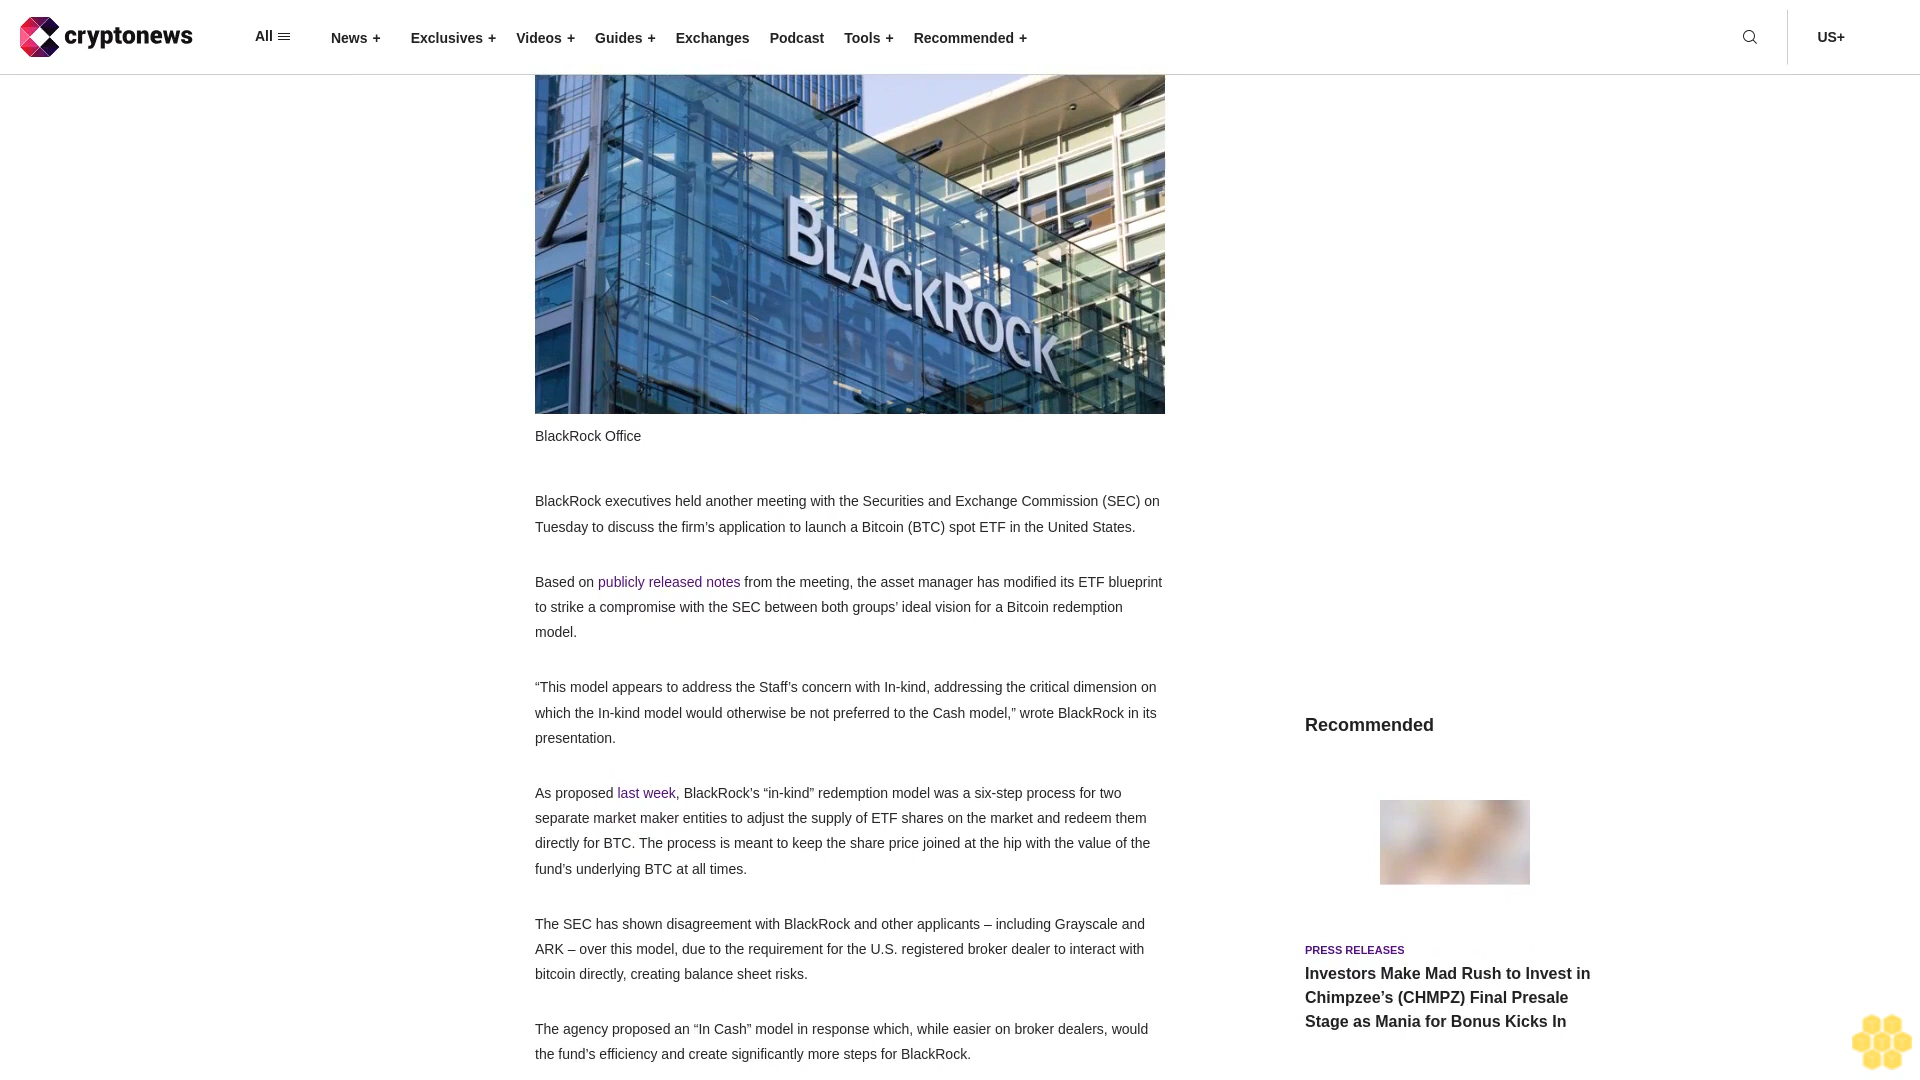 cryptonews
All
News +
Exclusives +
Videos +
Guides +
Exchanges
Podcast
Tools +
Recommended +
US+
BLACKROCK
BlackRock Office
BlackRock executives held another meeting with the Securities and Exchange Commission (SEC) on
Tuesday to discuss the firm’s application to launch a Bitcoin (BTC) spot ETF in the United States.
Based on publicly released notes from the meeting, the asset manager has modified its ETF blueprint
to strike a compromise with the SEC between both groups’ ideal vision for a Bitcoin redemption
model.
“This model appears to address the Staff’s concern with In-kind, addressing the critical dimension on
which the In-kind model would otherwise be not preferred to the Cash model,” wrote BlackRock in its
presentation.
As proposed last week, BlackRock’s “in-kind” redemption model was a six-step process for two
separate market maker entities to adjust the supply of ETF shares on the market and redeem them
directly for BTC. The process is meant to keep the share price joined at the hip with the value of the
fund’s underlying BTC at all times.
The SEC has shown disagreement with BlackRock and other applicants – including Grayscale and
ARK – over this model, due to the requirement for the U.S. registered broker dealer to interact with
bitcoin directly, creating balance sheet risks.
The agency proposed an “In Cash” model in response which, while easier on broker dealers, would
the fund’s efficiency and create significantly more steps for BlackRock.
Recommended
PRESS RELEASES
Investors Make Mad Rush to Invest in
Chimpzee’s (CHMPZ) Final Presale
Stage as Mania for Bonus Kicks In